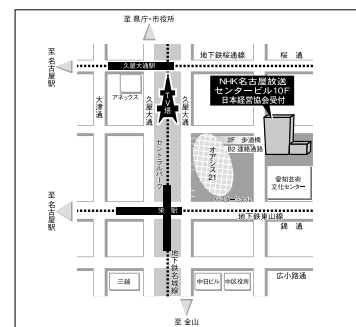 至 県庁・市役所
至 名古屋駅
久屋大通駅
地下鉄桜通線
桜 通
アネックス
大津通
久屋大通
TV塔
久屋大通
NHK名古屋放送
センタービル10F
日本経営協会受付
セントラルパーク
2F 歩道橋
B2 連絡通路
オアシス21
愛知芸術
文化センター
至 名古屋駅
栄 駅
地下鉄東山線
錦 通
地下鉄名城線
三越
中日ビル
中区役所
広小路通
至 金山